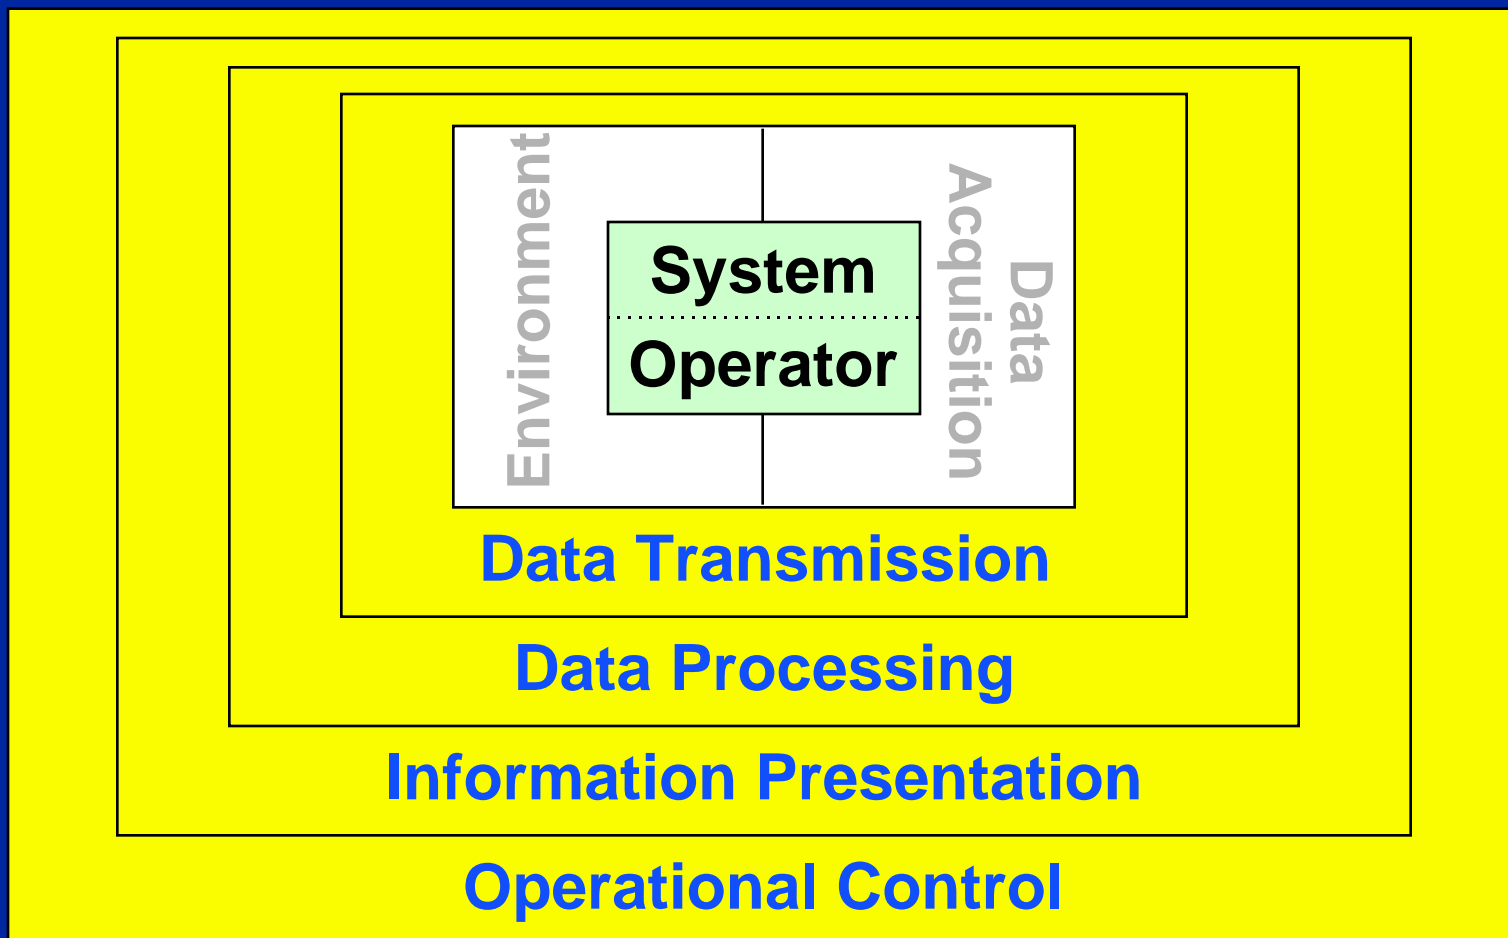 Environment
System
Operator
Data
Acquisition
Data Transmission
Data Processing
Information Presentation
Operational Control